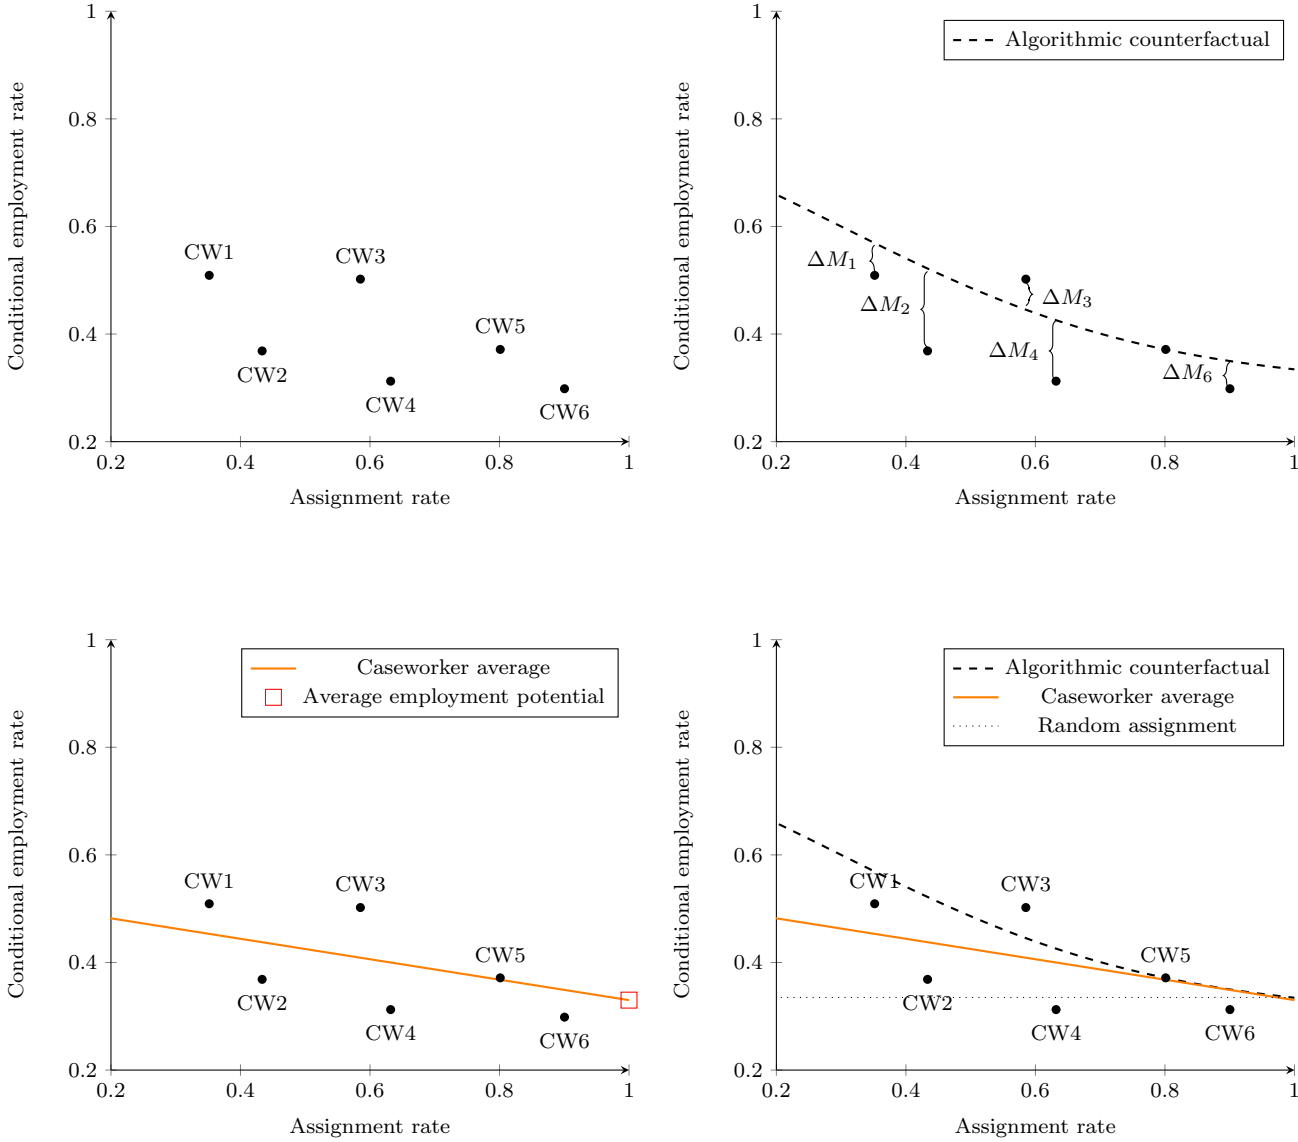 1
0.8
0.6
0.4
0.2
0.2
0.4
0.6
0.8
1
Assignment rate
Conditional employment rate
CW1
CW2
CW3
CW4
CW5
CW6
1
0.8
0.6
0.4
0.2
0.2
0.4
0.6
0.8
1
Assignment rate
Conditional employment rate
Algorithmic counterfactual
ΔM1
ΔM2
ΔM3
ΔM4
ΔM6
1
0.8
0.6
0.4
0.2
0.2
0.4
0.6
0.8
1
Assignment rate
Conditional employment rate
Caseworker average
Average employment potential
CW1
CW2
CW3
CW4
CW5
CW6
1
0.8
0.6
0.4
0.2
0.2
0.4
0.6
0.8
1
Assignment rate
Conditional employment rate
Algorithmic counterfactual
Caseworker average
Random assignment
CW1
CW2
CW3
CW4
CW5
CW6